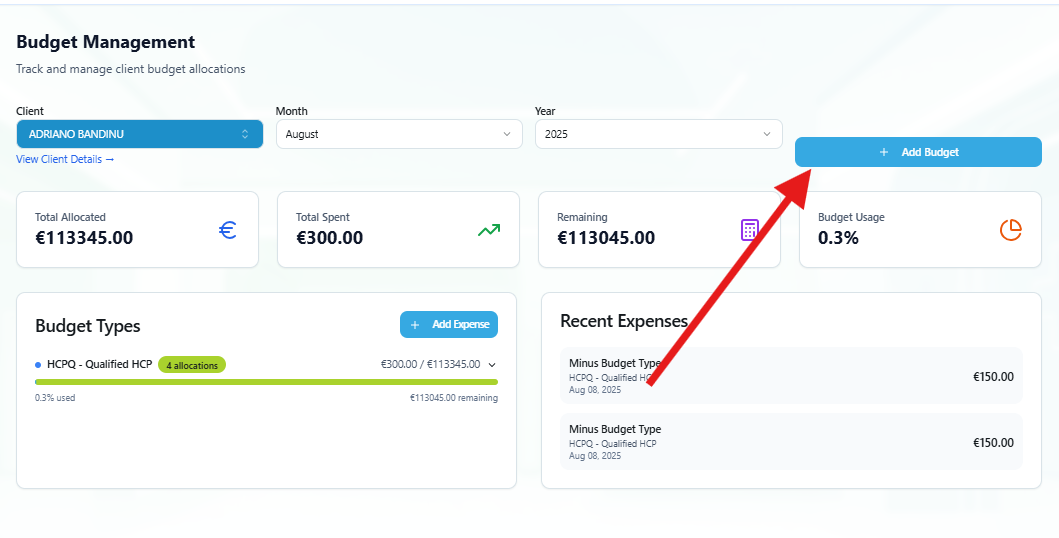 Budget Management
Track and manage client budget allocations
Client
Month
Year
ADRIANO BANDINU
August
2025
View Client Details →
+ Add Budget
Total Allocated
€113345.00
Total Spent
€300.00
Remaining
€113045.00
Budget Usage
0.3%
Budget Types
+ Add Expense
HCPQ - Qualified HCP
4 allocations
€300.00 / €113345.00
0.3% used
€113045.00 remaining
Recent Expenses
Minus Budget Type
HCPQ - Qualified
Aug 08, 2025
€150.00
Minus Budget Type
HCPQ - Qualified HCP
Aug 08, 2025
€150.00